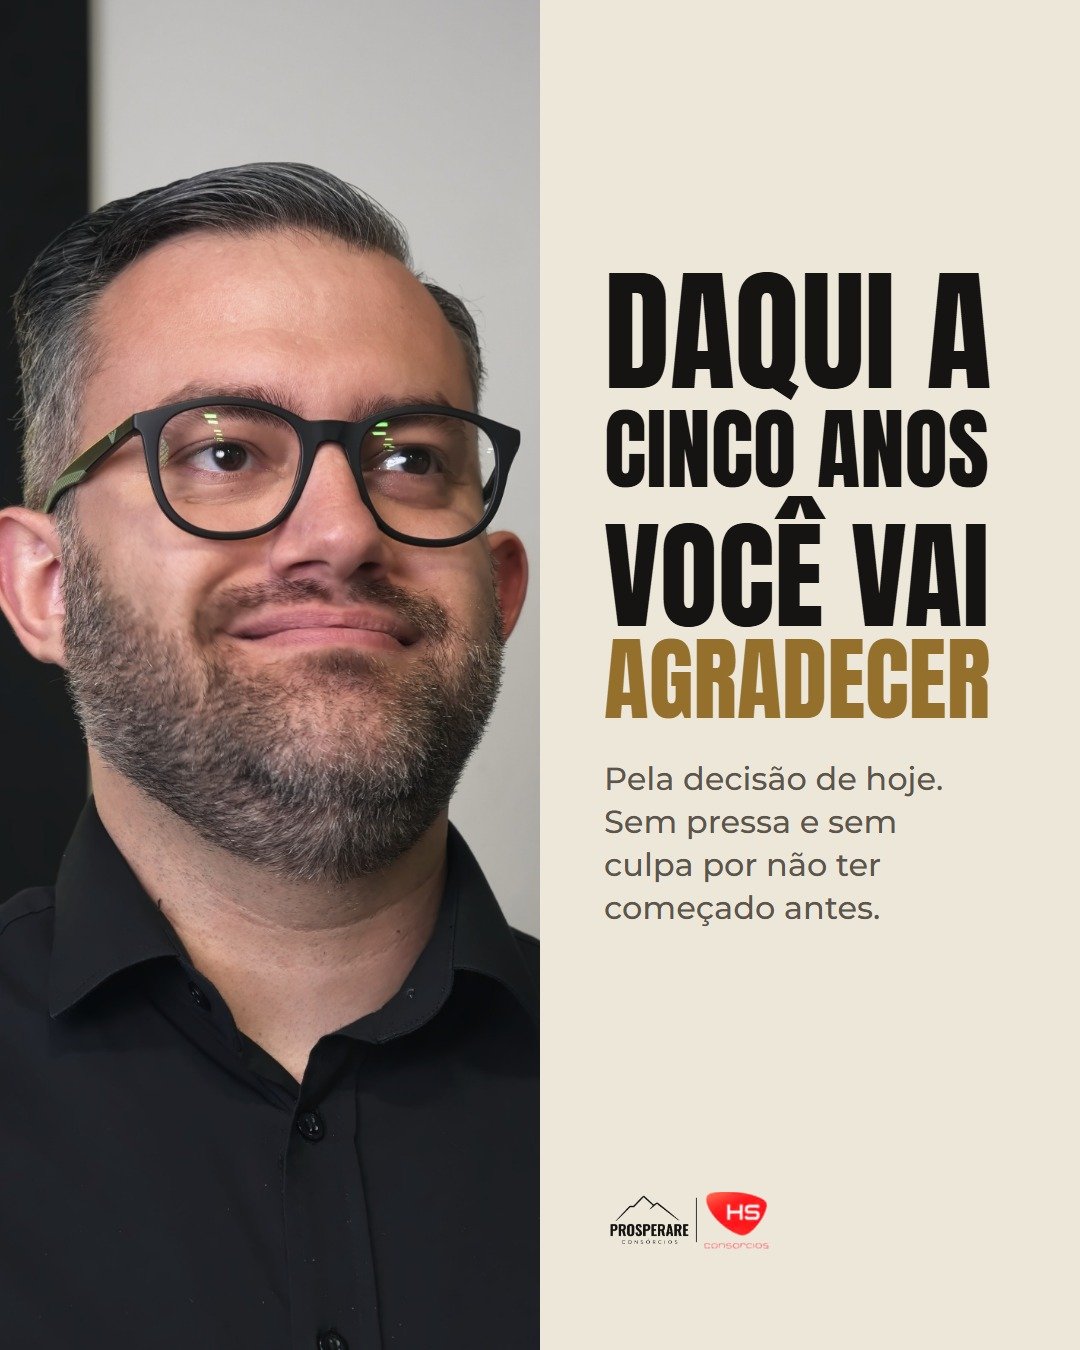 DAQUI A
CINCO ANOS
VOCÊ VAI
AGRADECER
Pela decisão de hoje.
Sem pressa e sem
culpa por não ter
começado antes.
PROSPERARE
CONSÓRCIOS
HS
consórcios